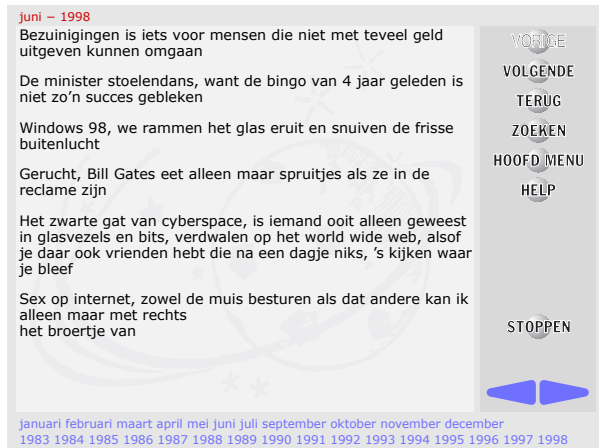 juni – 1998
Bezuinigingen is iets voor mensen die niet met teveel geld
uitgeven kunnen omgaan
De minister stoelendans, want de bingo van 4 jaar geleden is
niet zo'n succes gebleken
Windows 98, we rammen het glas eruit en snuiven de frisse
buitenlucht
Gerucht, Bill Gates eet alleen maar spruitjes als ze in de
reclame zijn
Het zwarte gat van cyberspace, is iemand ooit alleen geweest
in glasvezels en bits, verdwalen op het world wide web, alsof
je daar ook vrienden hebt die na een dagje niks, 's kijken waar
je bleef
Sex op internet, zowel de muis besturen als dat andere kan ik
alleen maar met rechts
het broertje van
VORIGE
VOLGENDE
TERUG
ZOEKEN
HOOFD MENU
HELP
STOPPEN
januari februari maart april mei juni juli september oktober november december
1983 1984 1985 1986 1987 1988 1989 1990 1991 1992 1993 1994 1995 1996 1997 1998